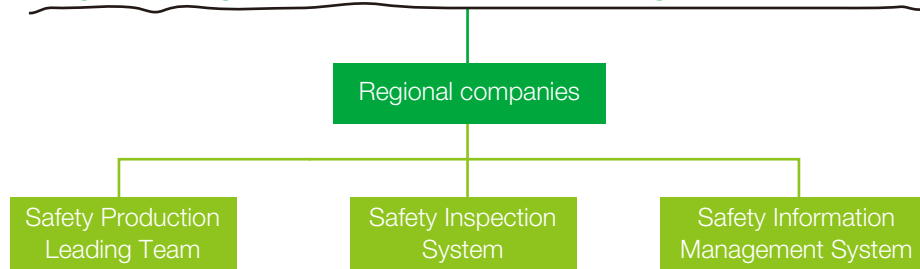 Regional companies
Safety Production
Leading Team
Safety Inspection
System
Safety Information
Management System